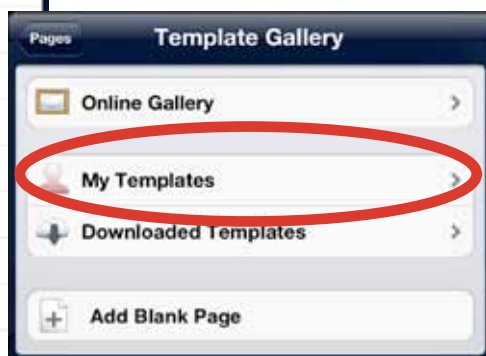 Pages Template Gallery
Online Gallery
My Templates
Downloaded Templates
Add Blank Page